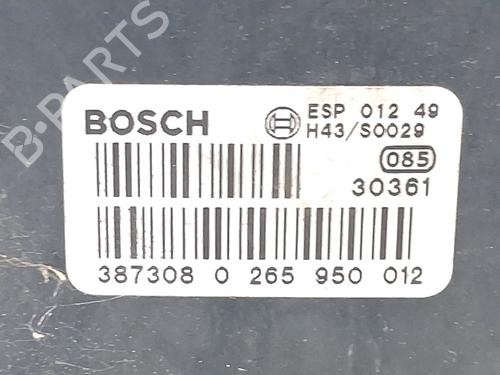 B-PARTS
BOSCH
ESP 012 49
H43/S0029
085
30361
387308 0 265 950 012